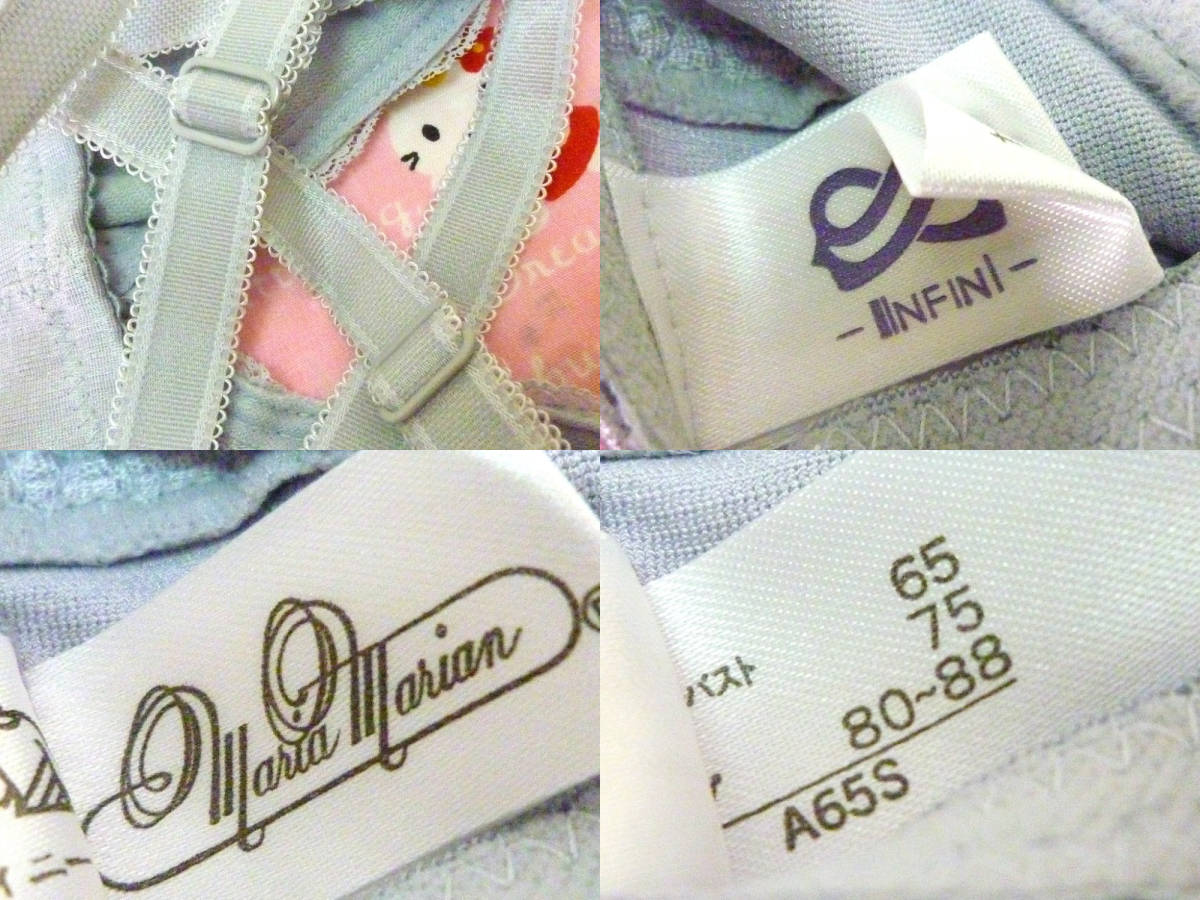 -INFINI-
Maria Marian
65
75
バスト
80~88
A65S